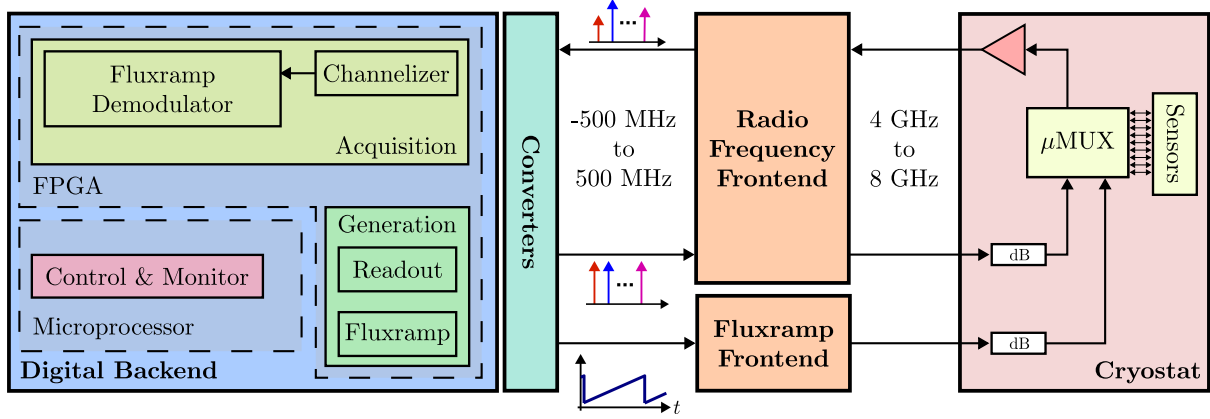 Fluxramp
Demodulator
Channelizer
Acquisition
FPGA
Generation
Readout
Fluxramp
Control & Monitor
Microprocessor
Digital Backend
Converters
...
-500 MHz
to
500 MHz
...
t
Radio
Frequency
Frontend
Fluxramp
Frontend
4 GHz
to
8 GHz
μMUX
Sensors
dB
dB
Cryostat